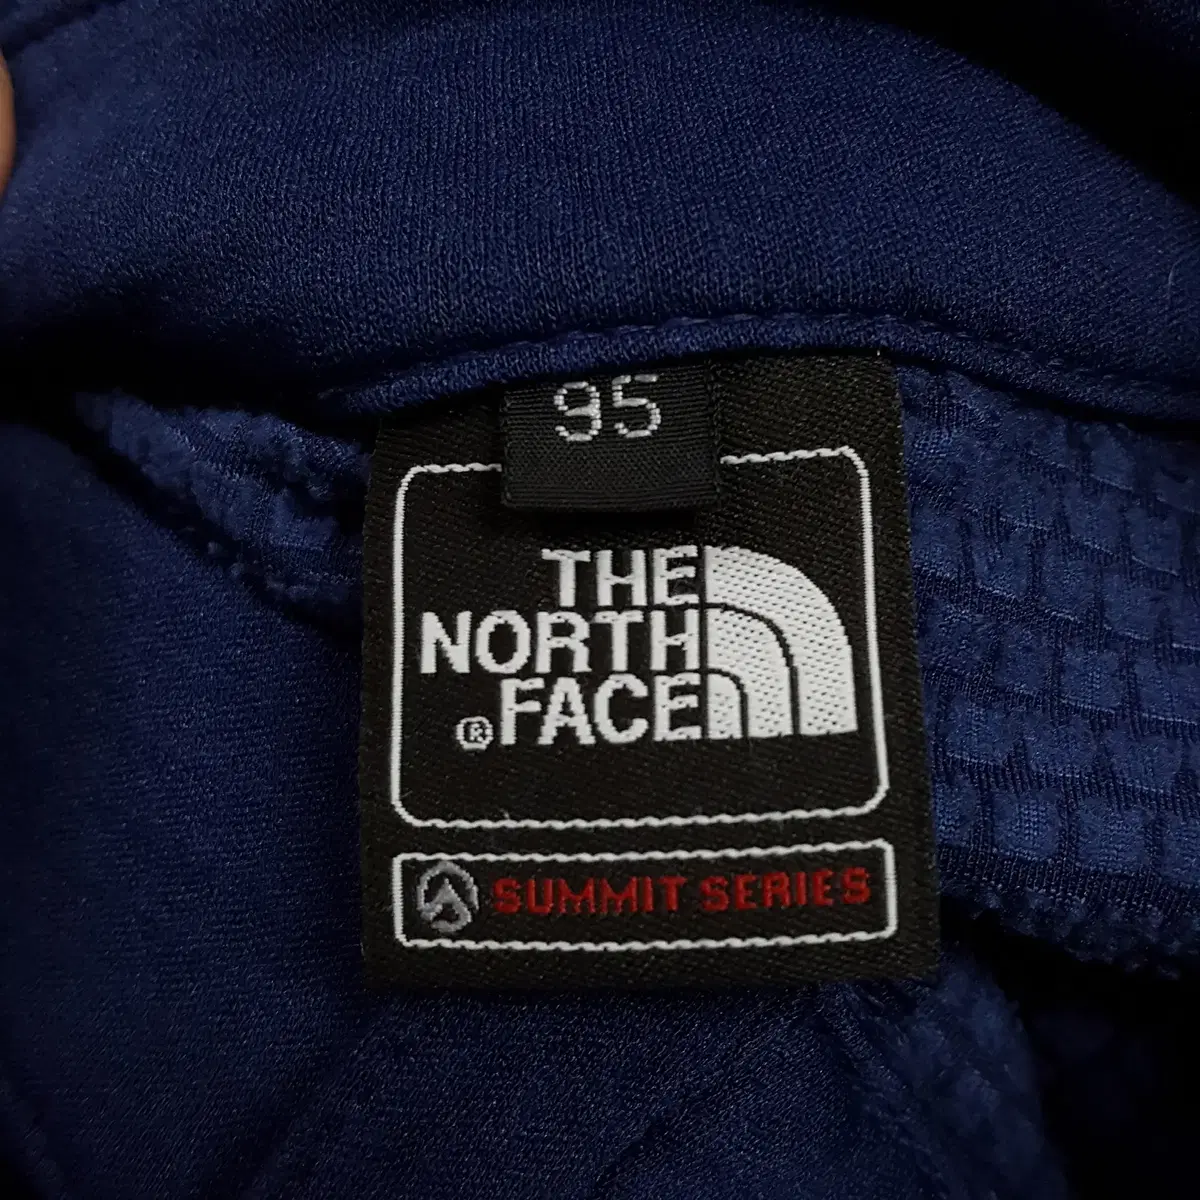 95
THE
NORTH
® FACE
SUMMIT SERIES